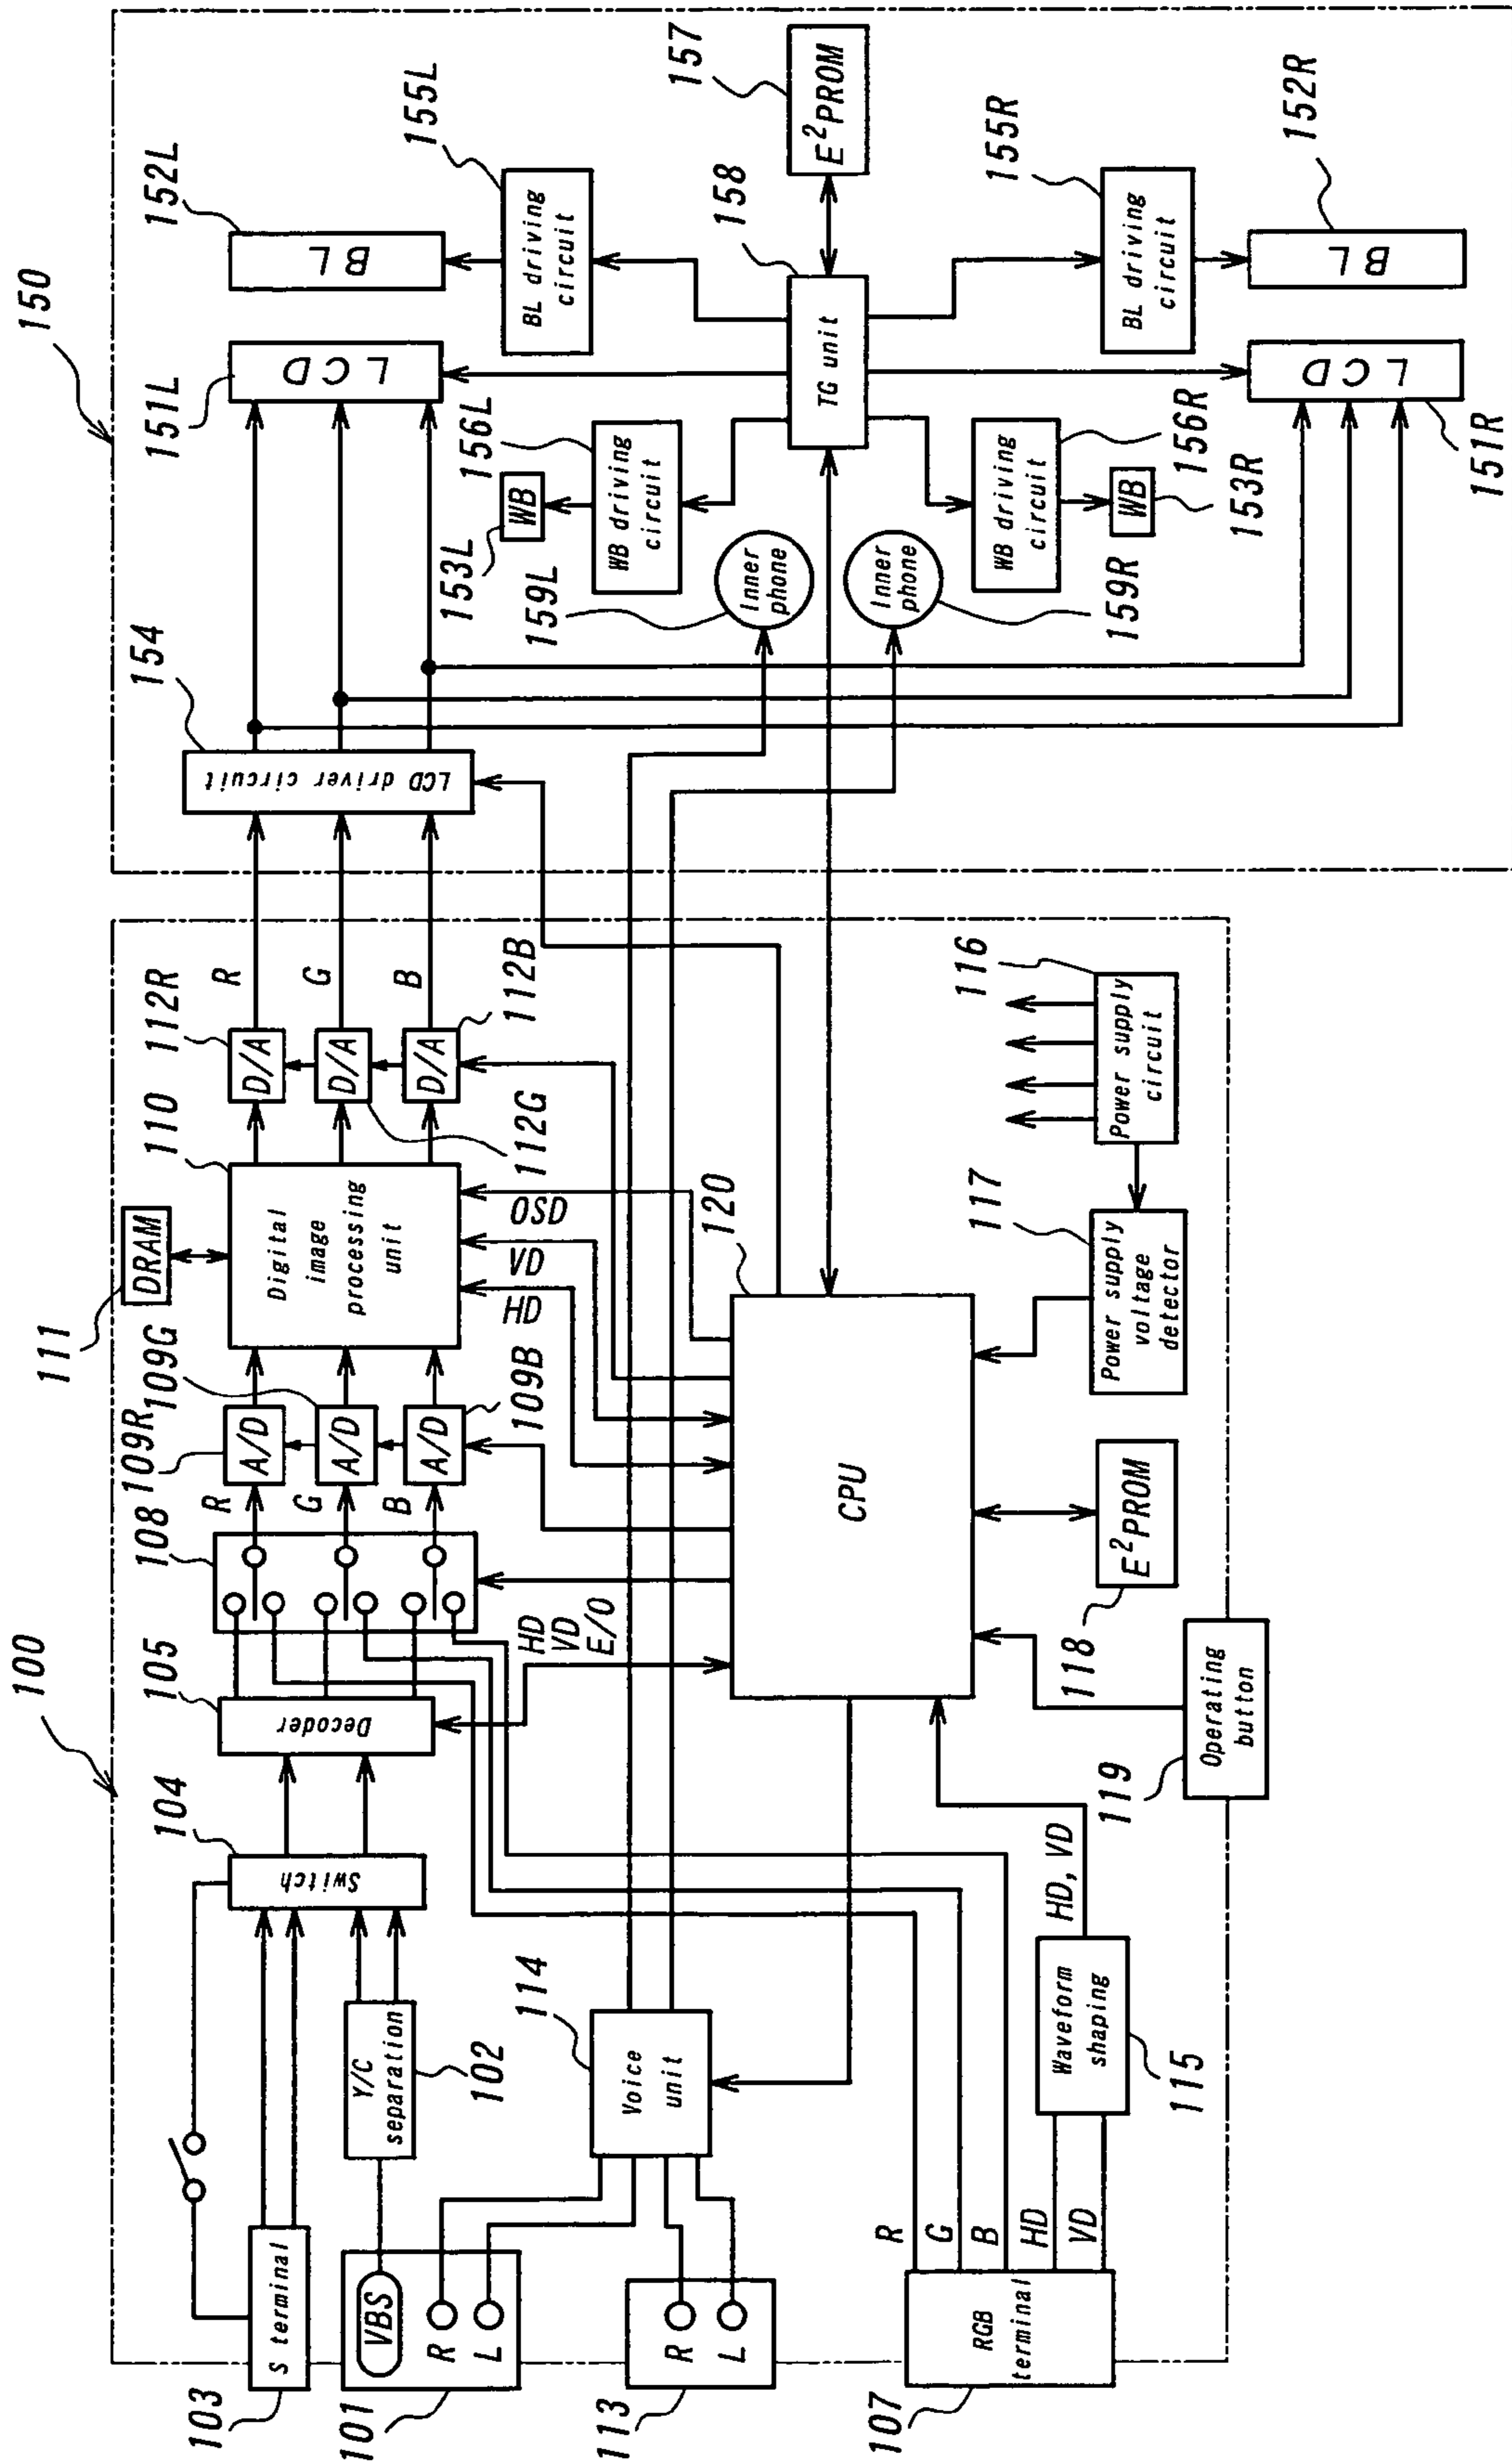 100
150
111
110
112R
154
151L
152L
155L
103
S terminal
104
Switch
105
Decoder
108
109R
109G
DRAM
R
G
B
A/D
A/D
A/D
109B
Digital
image
processing
unit
D/A
D/A
D/A
112G
112B
R
G
B
LCD driver circuit
LCD
BL
BL driving
circuit
101
VBS
R
L
Y/C
separation
102
HD
VD
E/O
HD
VD
OSD
153L
WB
156L
WB driving
circuit
159L
Inner
phone
158
TG unit
157
E²PROM
113
R
L
114
Voice
unit
120
CPU
Inner
phone
159R
WB driving
circuit
156R
WB
153R
BL driving
circuit
155R
107
RGB
terminal
R
G
B
HD
VD
Waveform
shaping
115
HD, VD
119
Operating
button
118
E²PROM
117
Power supply
voltage
detector
116
Power supply
circuit
LCD
151R
BL
152R